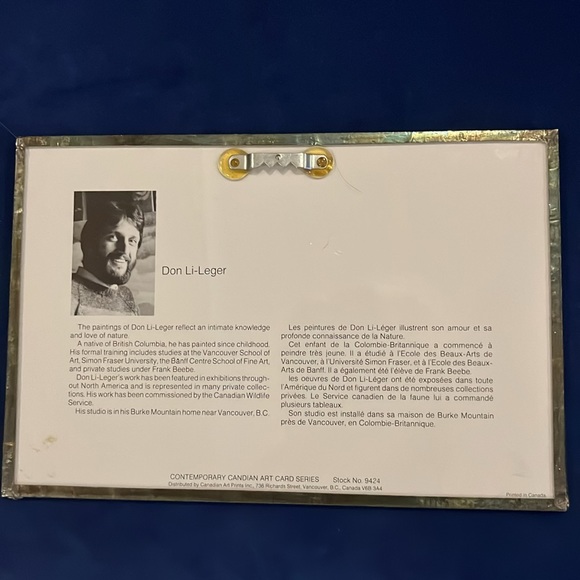 Don Li-Leger
The paintings of Don Li-Leger reflect an intimate knowledge
and love of nature.
A native of British Columbia, he has painted since childhood.
His formal training includes studies at the Vancouver School of
Art, Simon Fraser University, the Banff Centre School of Fine Art,
and private studies under Frank Beebe.
Don Li-Leger's work has been featured in exhibitions through-
out North America and is represented in many private collec-
tions. His work has been commissioned by the Canadian Wildlife
Service.
His studio is in his Burke Mountain home near Vancouver, B.C.
Les peintures de Don Li-Léger illustrent son amour et sa
profonde connaissance de la Nature.
Cet enfant de la Colombie-Britannique a commencé à
peindre très jeune. Il a étudié à l'Ecole des Beaux-Arts de
Vancouver, à l'Université Simon Fraser, et à l'Ecole des Beaux-
Arts de Banff. Il a également été l'élève de Frank Beebe.
les oeuvres de Don Li-Léger ont été exposées dans toute
l'Amérique du Nord et figurent dans de nombreuses collections
privées. Le Service canadien de la faune lui a commandé
plusieurs tableaux.
Son studio est installé dans sa maison de Burke Mountain
près de Vancouver, en Colombie-Britannique.
CONTEMPORARY CANDIAN ART CARD SERIES Stock No. 9424
Distributed by Canadian Art Prints Inc., 736 Richards Street, Vancouver, B.C., Canada V6B 3A4
Printed in Canada